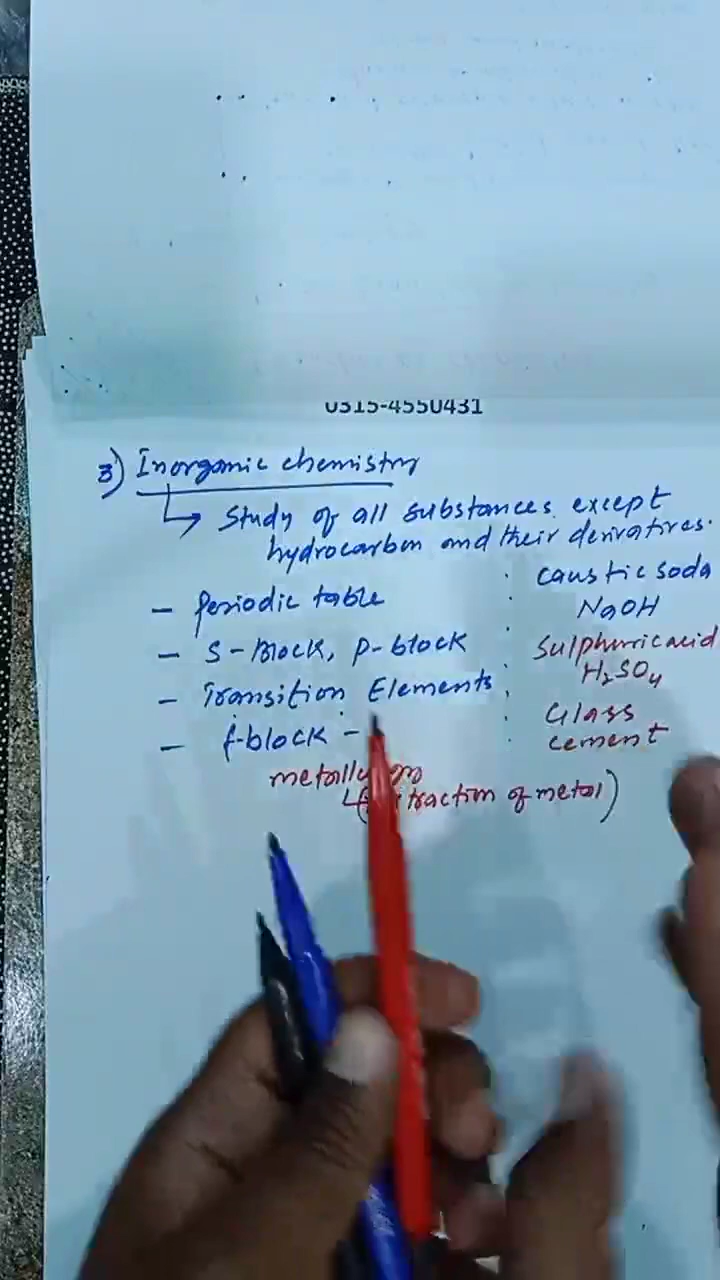 0315-4550431
3) Inorganic chemistry
Study of all substances except
hydrocarbon and their derivatives.
- Periodic table
- S-Block, P-block
- Transition Elements
- f-block -
metallurgy
(extraction of metal)
: caustic soda
: NaOH
: Sulphuric acid
: H₂SO₄
: Glass
: cement